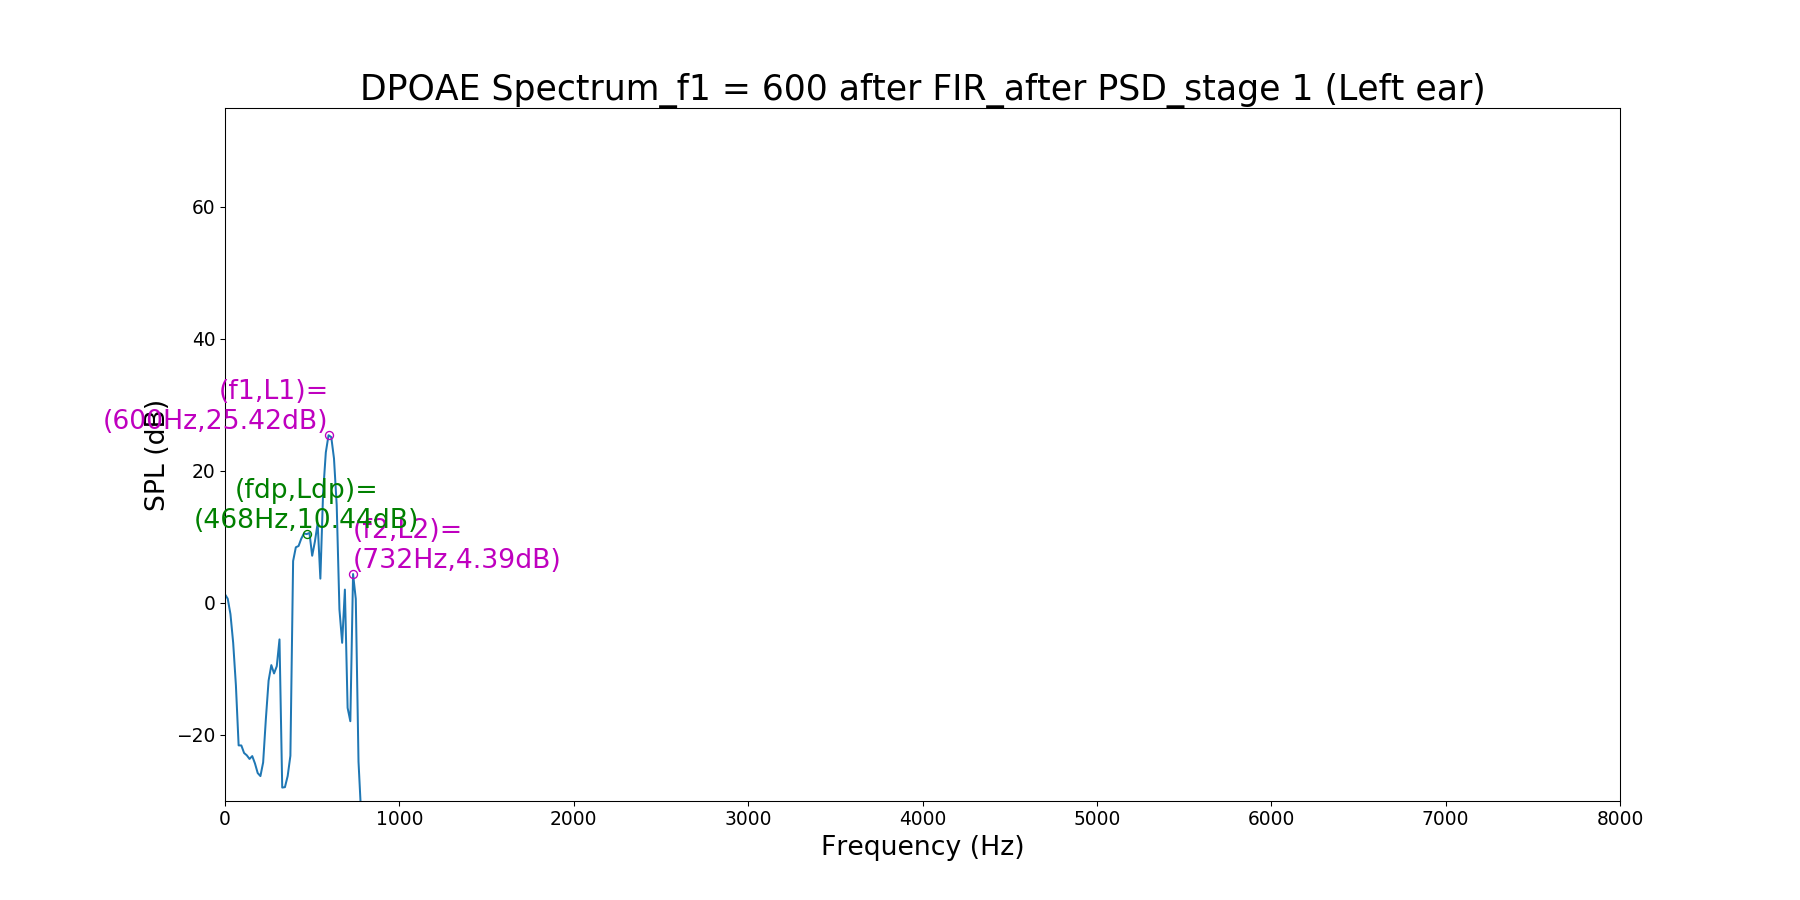 DPOAE Spectrum_f1 = 600 after FIR_after PSD_stage 1 (Left ear)
60
40
20
0
−20
SPL (dB)
(f1,L1)=
(600Hz,25.42dB)
(fdp,Ldp)=
(468Hz,10.44dB)
(f2,L2)=
(732Hz,4.39dB)
0
1000
2000
3000
4000
5000
6000
7000
8000
Frequency (Hz)